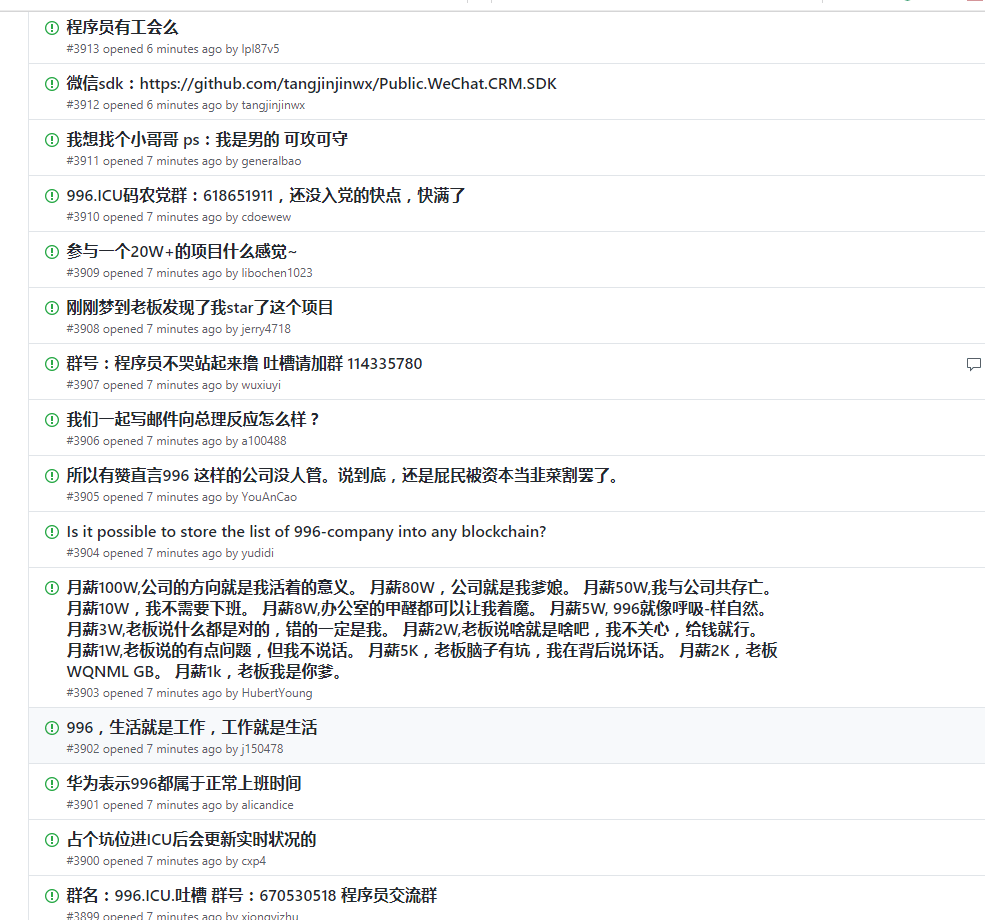 程序员有工会么
#3913 opened 6 minutes ago by lpl87v5
微信sdk：https://github.com/tangjinjinwx/Public.WeChat.CRM.SDK
#3912 opened 6 minutes ago by tangjinjinwx
我想找个小哥哥 ps：我是男的 可攻可守
#3911 opened 7 minutes ago by generalbao
996.ICU码农党群：618651911，还没入党的快点，快满了
#3910 opened 7 minutes ago by cdoewew
参与一个20W+的项目什么感觉~
#3909 opened 7 minutes ago by libochen1023
刚刚梦到老板发现了我star了这个项目
#3908 opened 7 minutes ago by jerry4718
群号：程序员不哭站起来撸 吐槽请加群 114335780
#3907 opened 7 minutes ago by wuxiuyi
我们一起写邮件向总理反应怎么样？
#3906 opened 7 minutes ago by a100488
所以有赞直言996 这样的公司没人管。说到底，还是屁民被资本当韭菜割罢了。
#3905 opened 7 minutes ago by YouAnCao
Is it possible to store the list of 996-company into any blockchain?
#3904 opened 7 minutes ago by yudidi
月薪100W,公司的方向就是我活着的意义。 月薪80W，公司就是我爹娘。 月薪50W,我与公司共存亡。
月薪10W，我不需要下班。 月薪8W,办公室的甲醛都可以让我着魔。 月薪5W, 996就像呼吸-样自然。
月薪3W,老板说什么都是对的，错的一定是我。 月薪2W,老板说啥就是啥吧，我不关心，给钱就行。
月薪1W,老板说的有点问题，但我不说话。 月薪5K，老板脑子有坑，我在背后说坏话。 月薪2K，老板
WQNML GB。 月薪1k，老板我是你爹。
#3903 opened 7 minutes ago by HubertYoung
996，生活就是工作，工作就是生活
#3902 opened 7 minutes ago by j150478
华为表示996都属于正常上班时间
#3901 opened 7 minutes ago by alicandice
占个坑位进ICU后会更新实时状况的
#3900 opened 7 minutes ago by cxp4
群名：996.ICU.吐槽 群号：670530518 程序员交流群
#3899 opened 7 minutes ago by xiongyizhu